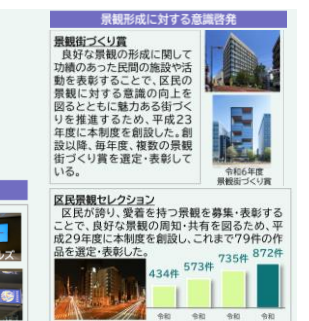 景観形成に対する意識啓発
景観街づくり賞
良好な景観の形成に関して
功績のあった民間の施設や活
動を表彰することで、区民の
景観に対する意識の向上を
図るとともに魅力ある街づく
りを推進するため、平成23
年度に本制度を創設した。創
設以降、毎年度、複数の景観
街づくり賞を選定・表彰して
いる。
令和6年度
景観街づくり賞
区民景観セレクション
区民が誇り、愛着を持つ景観を募集・表彰する
ことで、良好な景観の周知・共有を図るため、平
成29年度に本制度を創設し、これまで79件の作
品を選定・表彰した。
434件
573件
735件
872件
令和
令和
令和
令和
ルズ